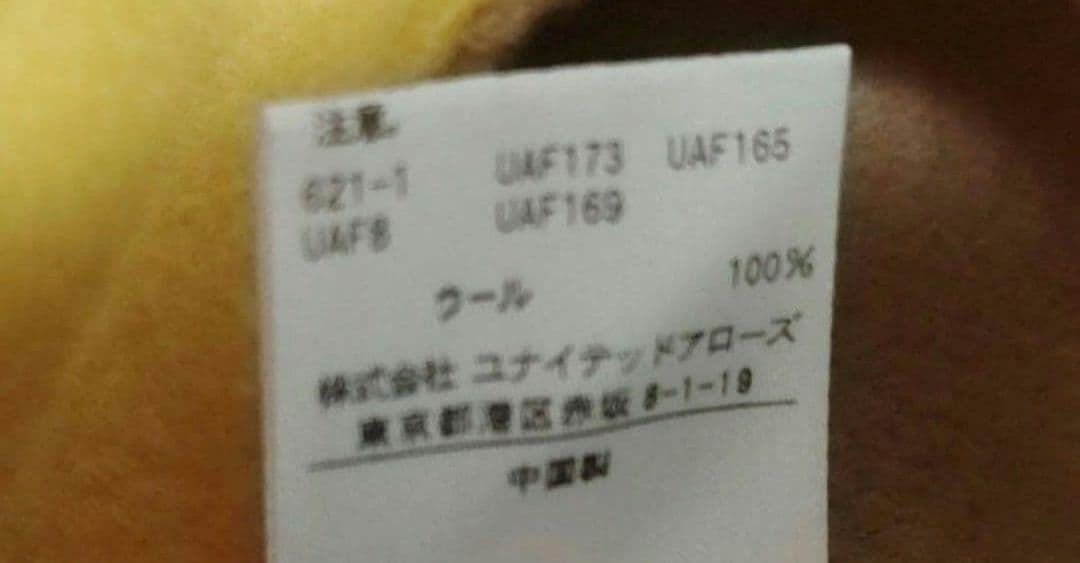 注意
621-1 UAF173 UAF165
UAF8 UAF169
ウール 100%
株式会社 ユナイテッドアローズ
東京都港区赤坂 8-1-19
中国製